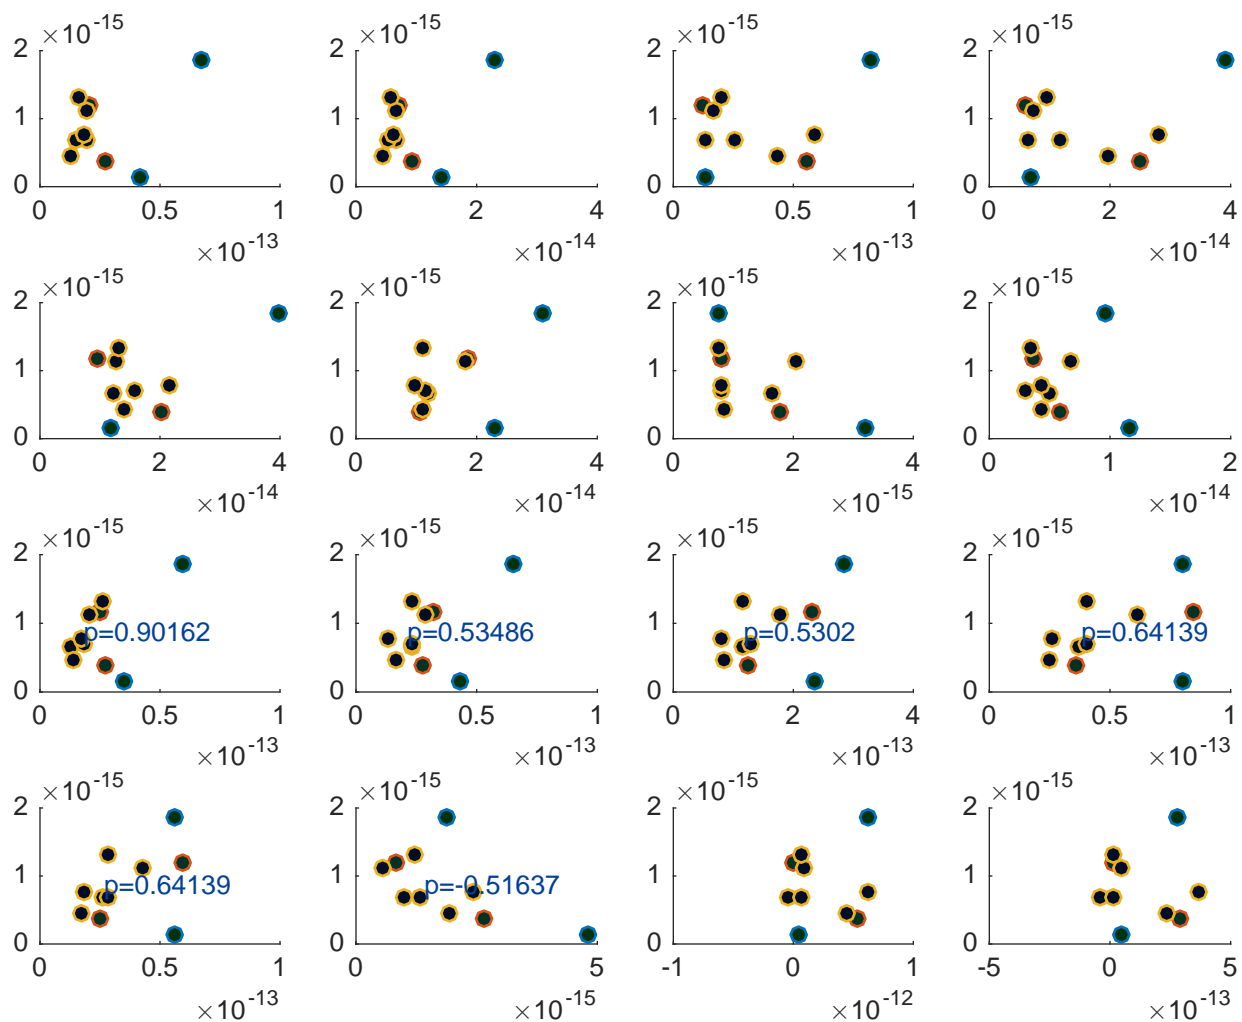 ×10-15 ×10-15 ×10-15 ×10-15
2 2 2 2
1 1 1 1
0 0 0 0
0 0.5 1 0 2 4 0 0.5 1 0 2 4
×10-13 ×10-14 ×10-13 ×10-14
×10-15 ×10-15 ×10-15 ×10-15
2 2 2 2
1 1 1 1
0 0 0 0
0 2 4 0 2 4 0 2 4 0 1 2
×10-14 ×10-14 ×10-15 ×10-14
×10-15 ×10-15 ×10-15 ×10-15
2 2 2 2
1 1 1 1
p=0.90162 p=0.53486 p=0.5302 p=0.64139
0 0 0 0
0 0.5 1 0 0.5 1 0 2 4 0 0.5 1
×10-13 ×10-13 ×10-13 ×10-13
×10-15 ×10-15 ×10-15 ×10-15
2 2 2 2
1 1 1 1
p=0.64139 p=-0.51637
0 0 0 0
0 0.5 1 0 5 -1 0 1 -5 0 5
×10-13 ×10-15 ×10-12 ×10-13